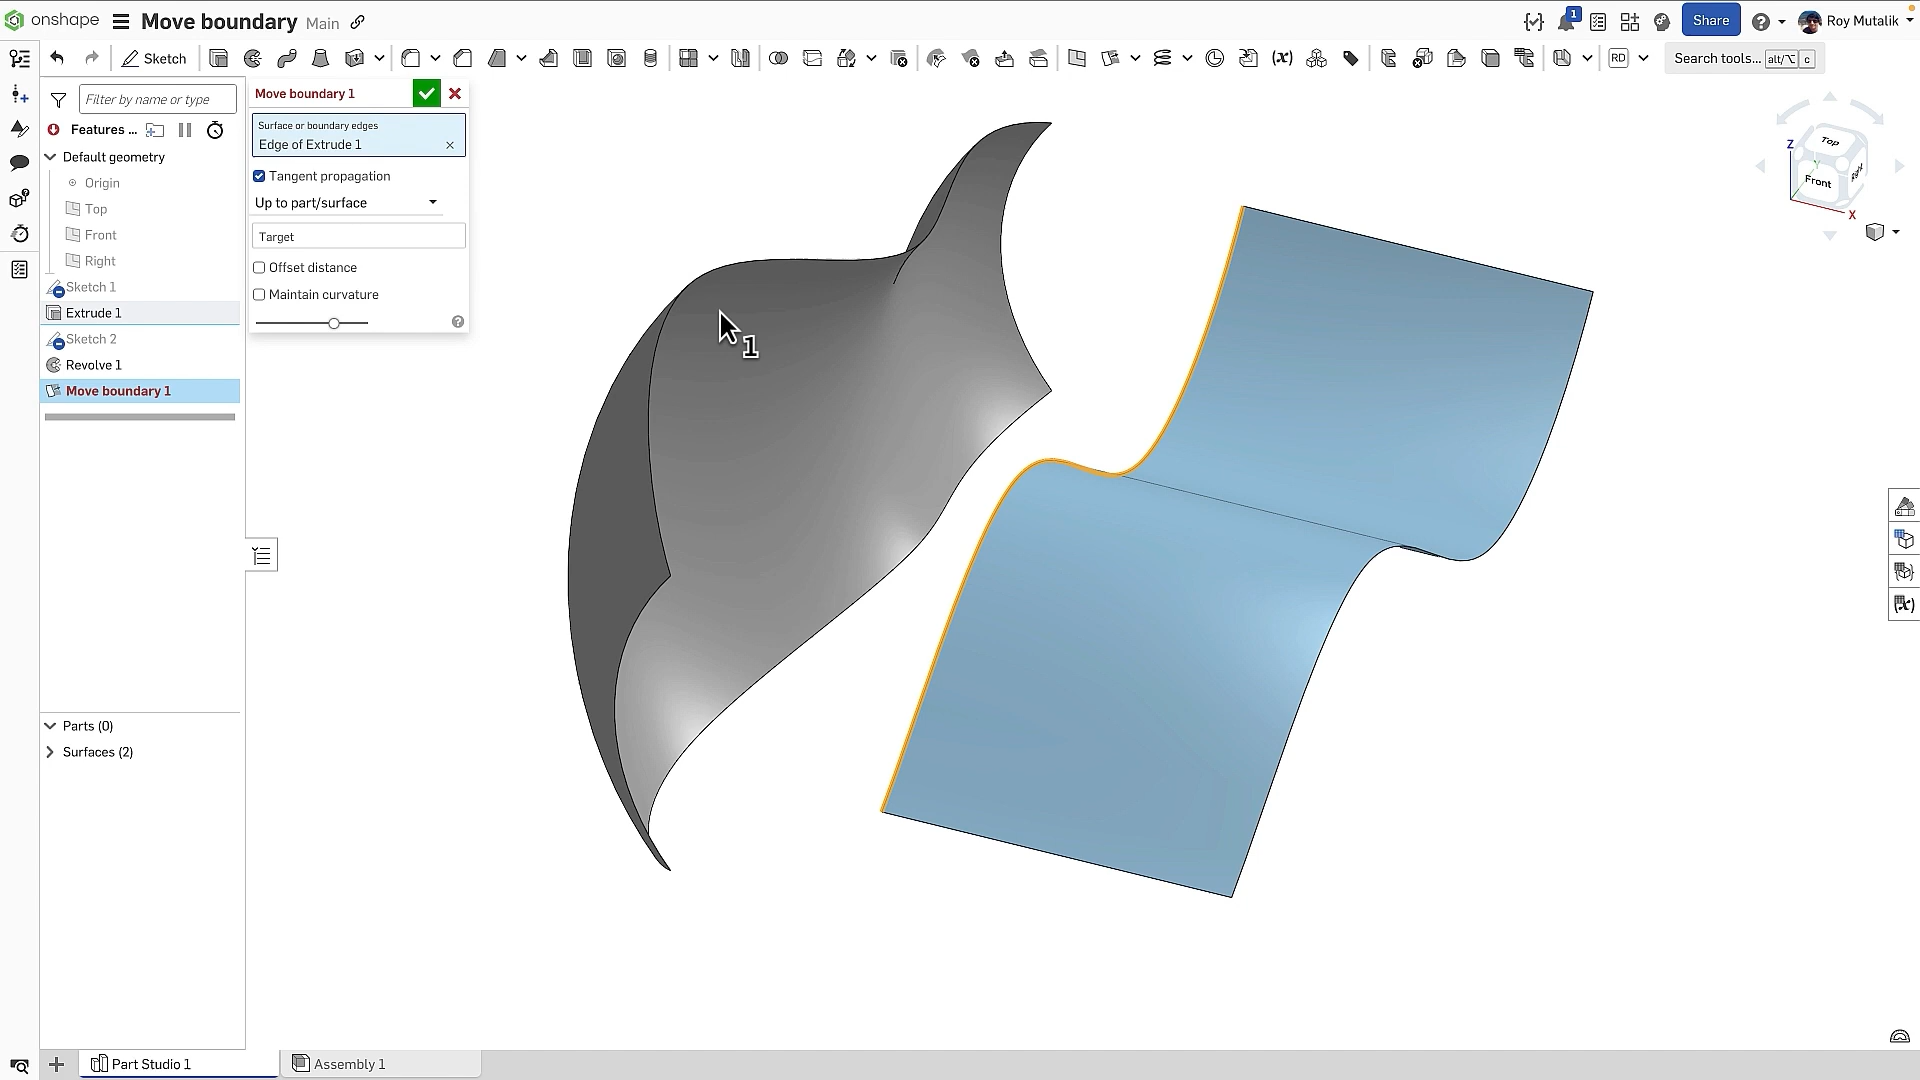 onshape
Move boundary Main
1
Share
Roy Mutalik
Sketch
RD
Search tools... alt/⌥ c
Filter by name or type
Features ...
Default geometry
Origin
Top
Front
Right
Sketch 1
Extrude 1
Sketch 2
Revolve 1
Move boundary 1
Parts (0)
Surfaces (2)
Move boundary 1
Surface or boundary edges
Edge of Extrude 1
Tangent propagation
Up to part/surface
Target
Offset distance
Maintain curvature
1
Z
Top
Y
Front
Right
X
Part Studio 1
Assembly 1